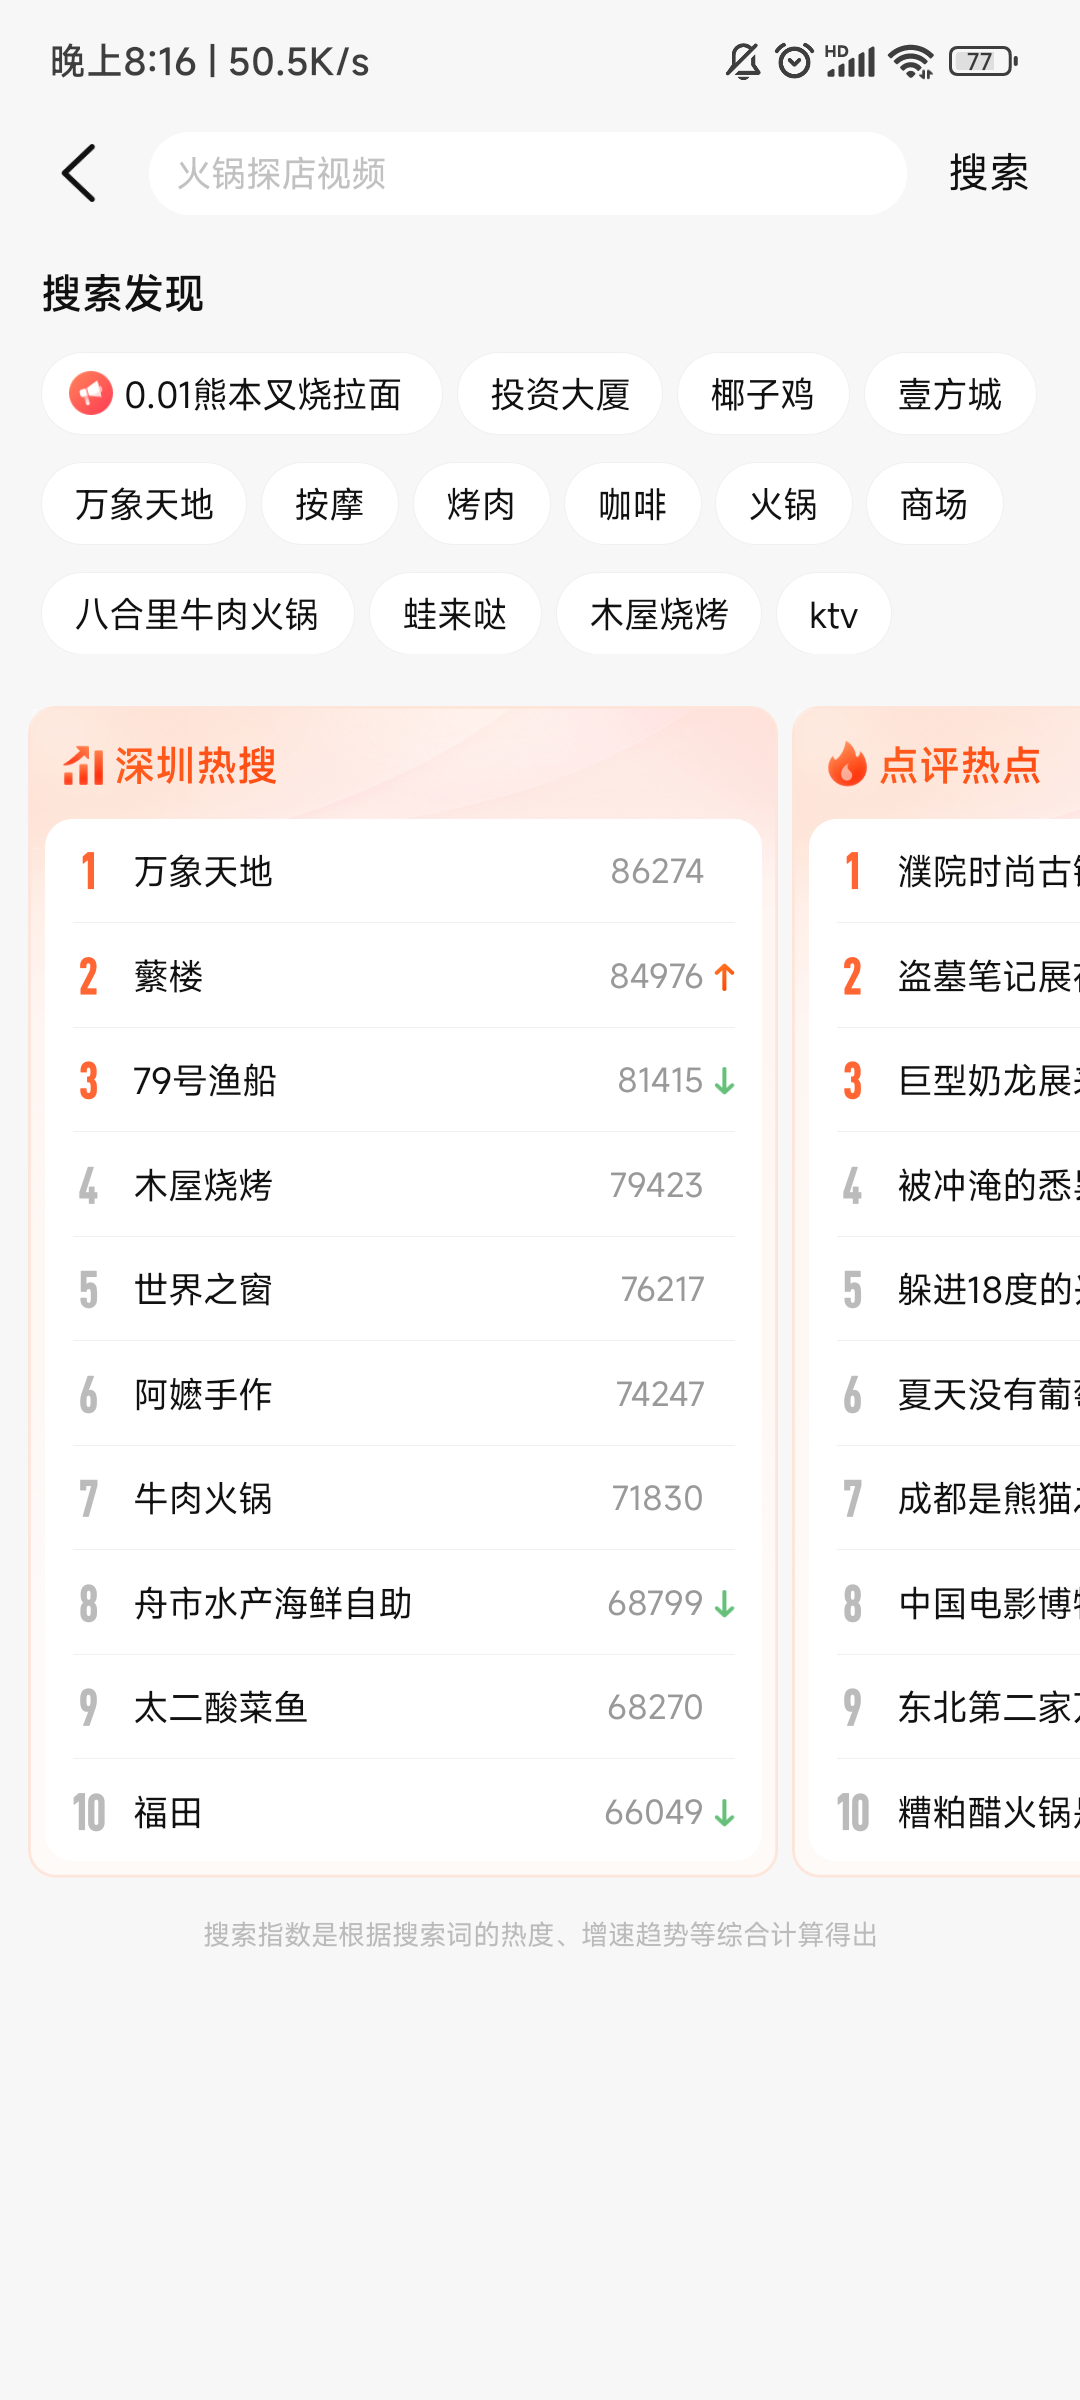 晚上8:16 | 50.5K/s
HD
77
火锅探店视频
搜索
搜索发现
0.01熊本叉烧拉面
投资大厦
椰子鸡
壹方城
万象天地
按摩
烤肉
咖啡
火锅
商场
八合里牛肉火锅
蛙来哒
木屋烧烤
ktv
深圳热搜
1 万象天地 86274
2 蘩楼 84976
3 79号渔船 81415
4 木屋烧烤 79423
5 世界之窗 76217
6 阿嬷手作 74247
7 牛肉火锅 71830
8 舟市水产海鲜自助 68799
9 太二酸菜鱼 68270
10 福田 66049
点评热点
1 濮院时尚古
2 盗墓笔记展
3 巨型奶龙展
4 被冲淹的悉
5 躲进18度的
6 夏天没有葡
7 成都是熊猫
8 中国电影博
9 东北第二家
10 糟粕醋火锅
搜索指数是根据搜索词的热度、增速趋势等综合计算得出